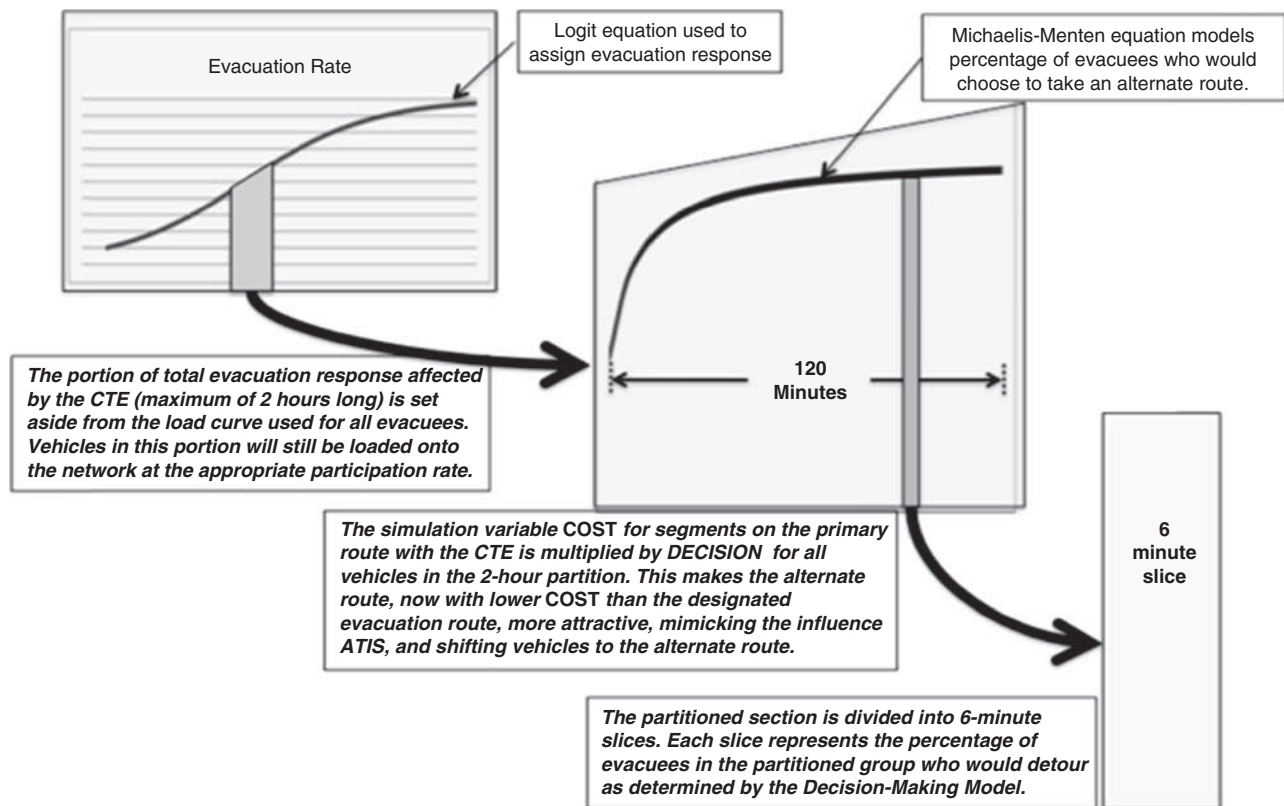 Evacuation Rate
Logit equation used to
assign evacuation response
Michaelis-Menten equation models
percentage of evacuees who would
choose to take an alternate route.
120
Minutes
The portion of total evacuation response affected
by the CTE (maximum of 2 hours long) is set
aside from the load curve used for all evacuees.
Vehicles in this portion will still be loaded onto
the network at the appropriate participation rate.
The simulation variable COST for segments on the primary
route with the CTE is multiplied by DECISION for all
vehicles in the 2-hour partition. This makes the alternate
route, now with lower COST than the designated
evacuation route, more attractive, mimicking the influence
ATIS, and shifting vehicles to the alternate route.
6
minute
slice
The partitioned section is divided into 6-minute
slices. Each slice represents the percentage of
evacuees in the partitioned group who would detour
as determined by the Decision-Making Model.